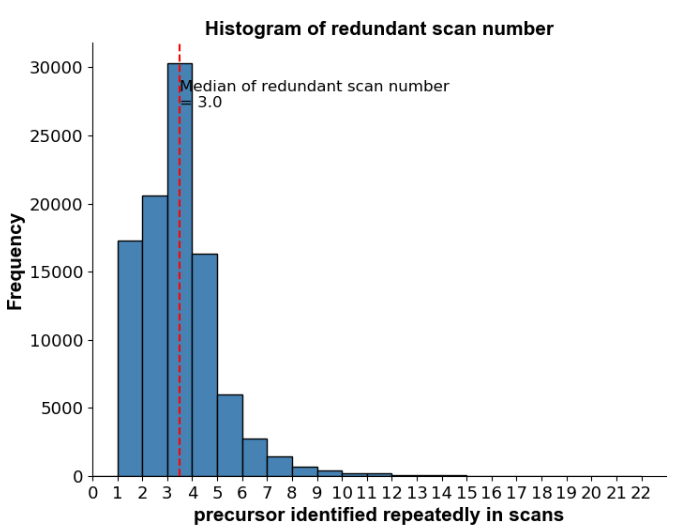 Histogram of redundant scan number
30000
25000
20000
15000
10000
5000
0
Frequency
Median of redundant scan number
= 3.0
0 1 2 3 4 5 6 7 8 9 10 11 12 13 14 15 16 17 18 19 20 21 22
precursor identified repeatedly in scans